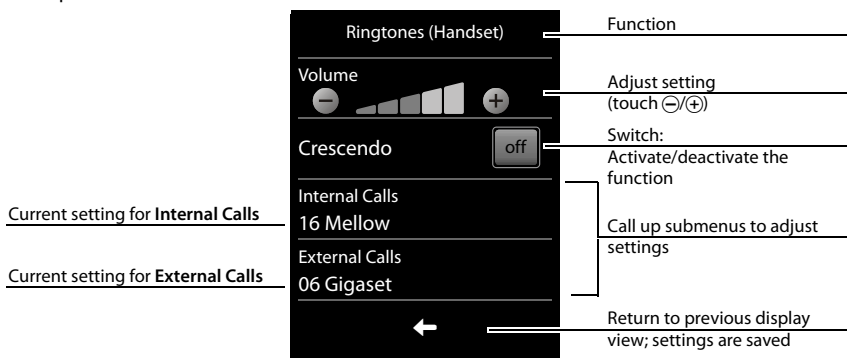 Ringtones (Handset)
Function
Volume
Adjust setting
(touch −/+)
Crescendo
off
Switch:
Activate/deactivate the
function
Internal Calls
16 Mellow
Current setting for Internal Calls
Call up submenus to adjust
settings
External Calls
06 Gigaset
Current setting for External Calls
Return to previous display
view; settings are saved